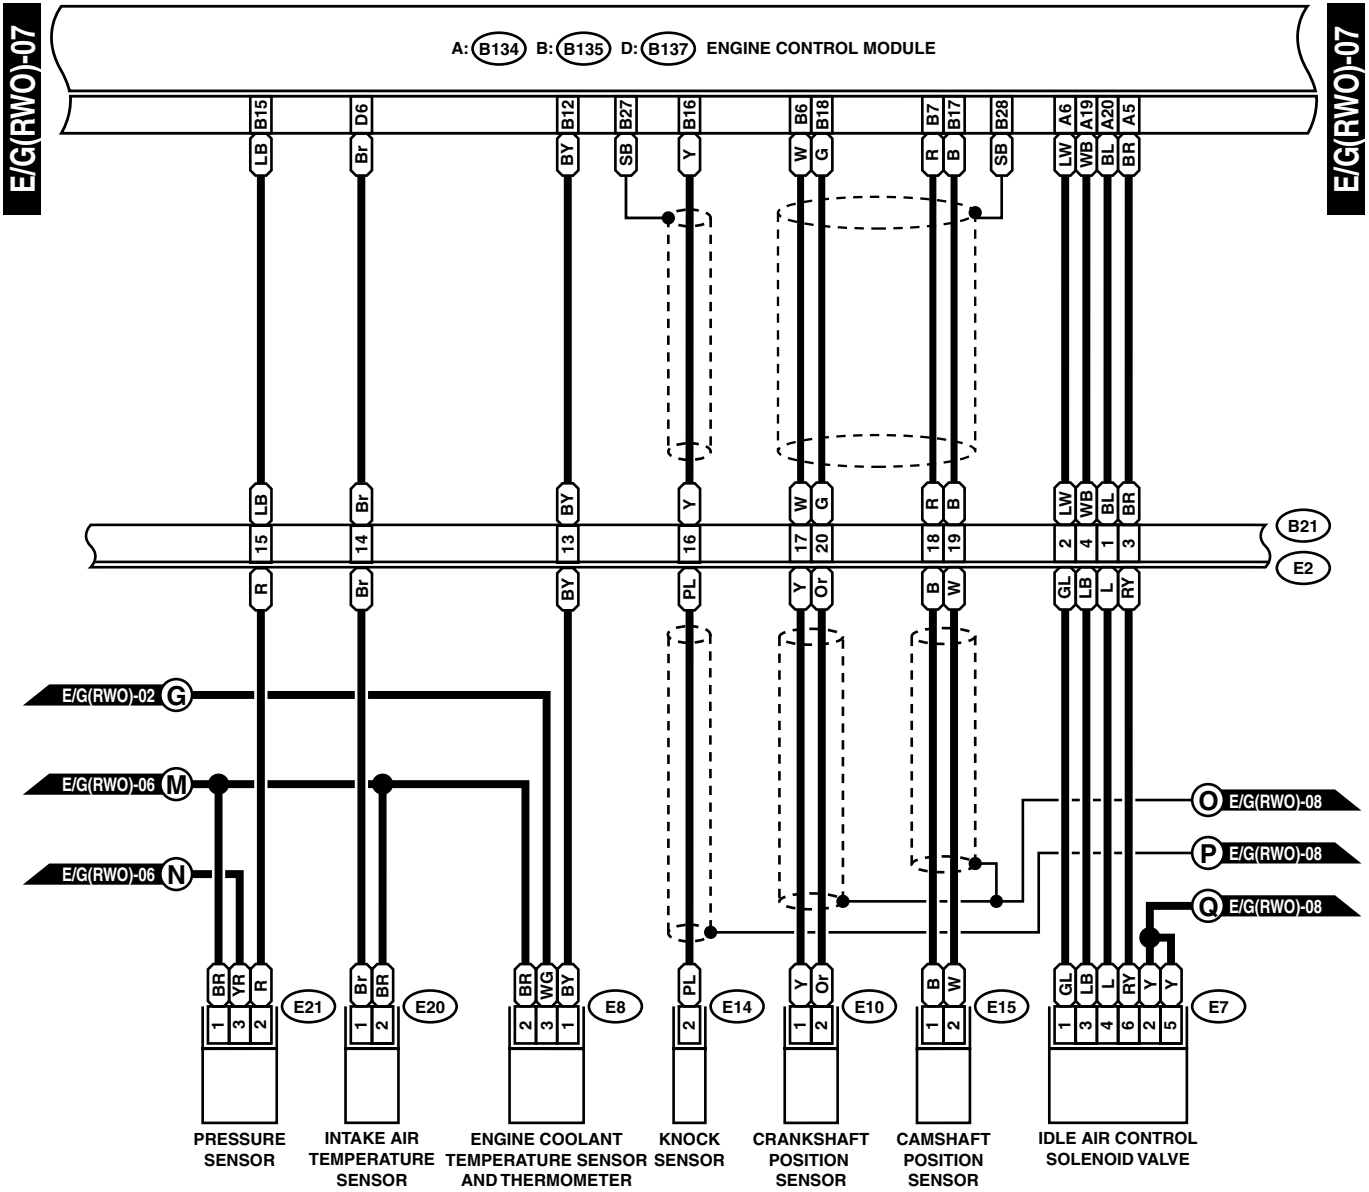 E/G(RWO)-07
E/G(RWO)-07
A: B134 B: B135 D: B137 ENGINE CONTROL MODULE
B15 D6 B12 B27 B16 B6 B18 B7 B17 B28 A6 A19 A20 A5
LB Br BY SB Y W G R B SB LW WB BL BR
LB Br BY Y W G R B LW WB BL BR
15 14 13 16 17 20 18 19 2 4 1 3
B21
E2
R Br BY PL Y Or B W GL LB L RY
E/G(RWO)-02 G
E/G(RWO)-06 M
O E/G(RWO)-08
P E/G(RWO)-08
E/G(RWO)-06 N
Q E/G(RWO)-08
BR YR R Br BR BR WG BY PL Y Or B W GL LB L RY Y Y
E21 E20 E8 E14 E10 E15 E7
1 3 2 1 2 2 3 1 2 1 2 1 2 1 3 4 6 2 5
PRESSURE
SENSOR
INTAKE AIR
TEMPERATURE
SENSOR
ENGINE COOLANT
TEMPERATURE SENSOR
AND THERMOMETER
KNOCK
SENSOR
CRANKSHAFT
POSITION
SENSOR
CAMSHAFT
POSITION
SENSOR
IDLE AIR CONTROL
SOLENOID VALVE